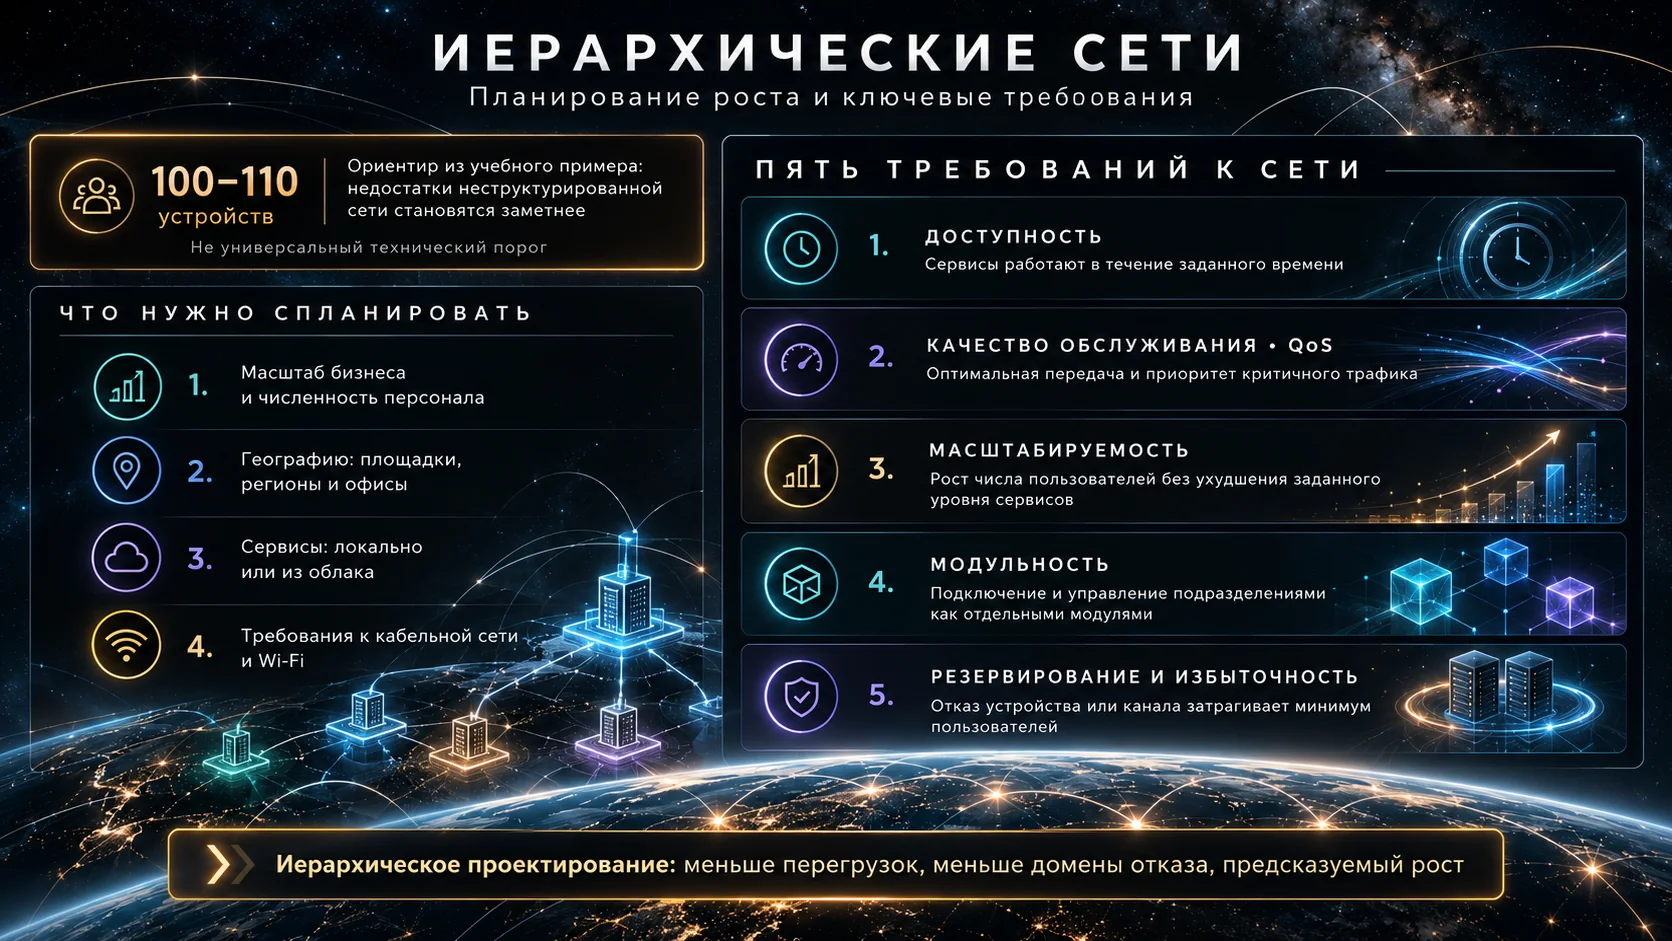 ИЕРАРХИЧЕСКИЕ СЕТИ
Планирование роста и ключевые требоования
100–110
устройств
Ориентир из учебного примера:
недостатки неструктурированной
сети становятся заметнее
Не универсальный технический порог
ЧТО НУЖНО СПЛАНИРОВАТЬ
1. Масштаб бизнеса
и численность персонала
2. Географию: площадки,
регионы и офисы
3. Сервисы: локально
или из облака
4. Требования к кабельной сети
и Wi-Fi
ПЯТЬ ТРЕБОВАНИЙ К СЕТИ
1. ДОСТУПНОСТЬ
Сервисы работают в течение заданного времени
2. КАЧЕСТВО ОБСЛУЖИВАНИЯ • QoS
Оптимальная передача и приоритет критичного трафика
3. МАСШТАБИРУЕМОСТЬ
Рост числа пользователей без ухудшения заданного
уровня сервисов
4. МОДУЛЬНОСТЬ
Подключение и управление подразделениями
как отдельными модулями
5. РЕЗЕРВИРОВАНИЕ И ИЗБЫТОЧНОСТЬ
Отказ устройства или канала затрагивает минимум
пользователей
Иерархическое проектирование: меньше перегрузок, меньше домены отказа, предсказуемый рост